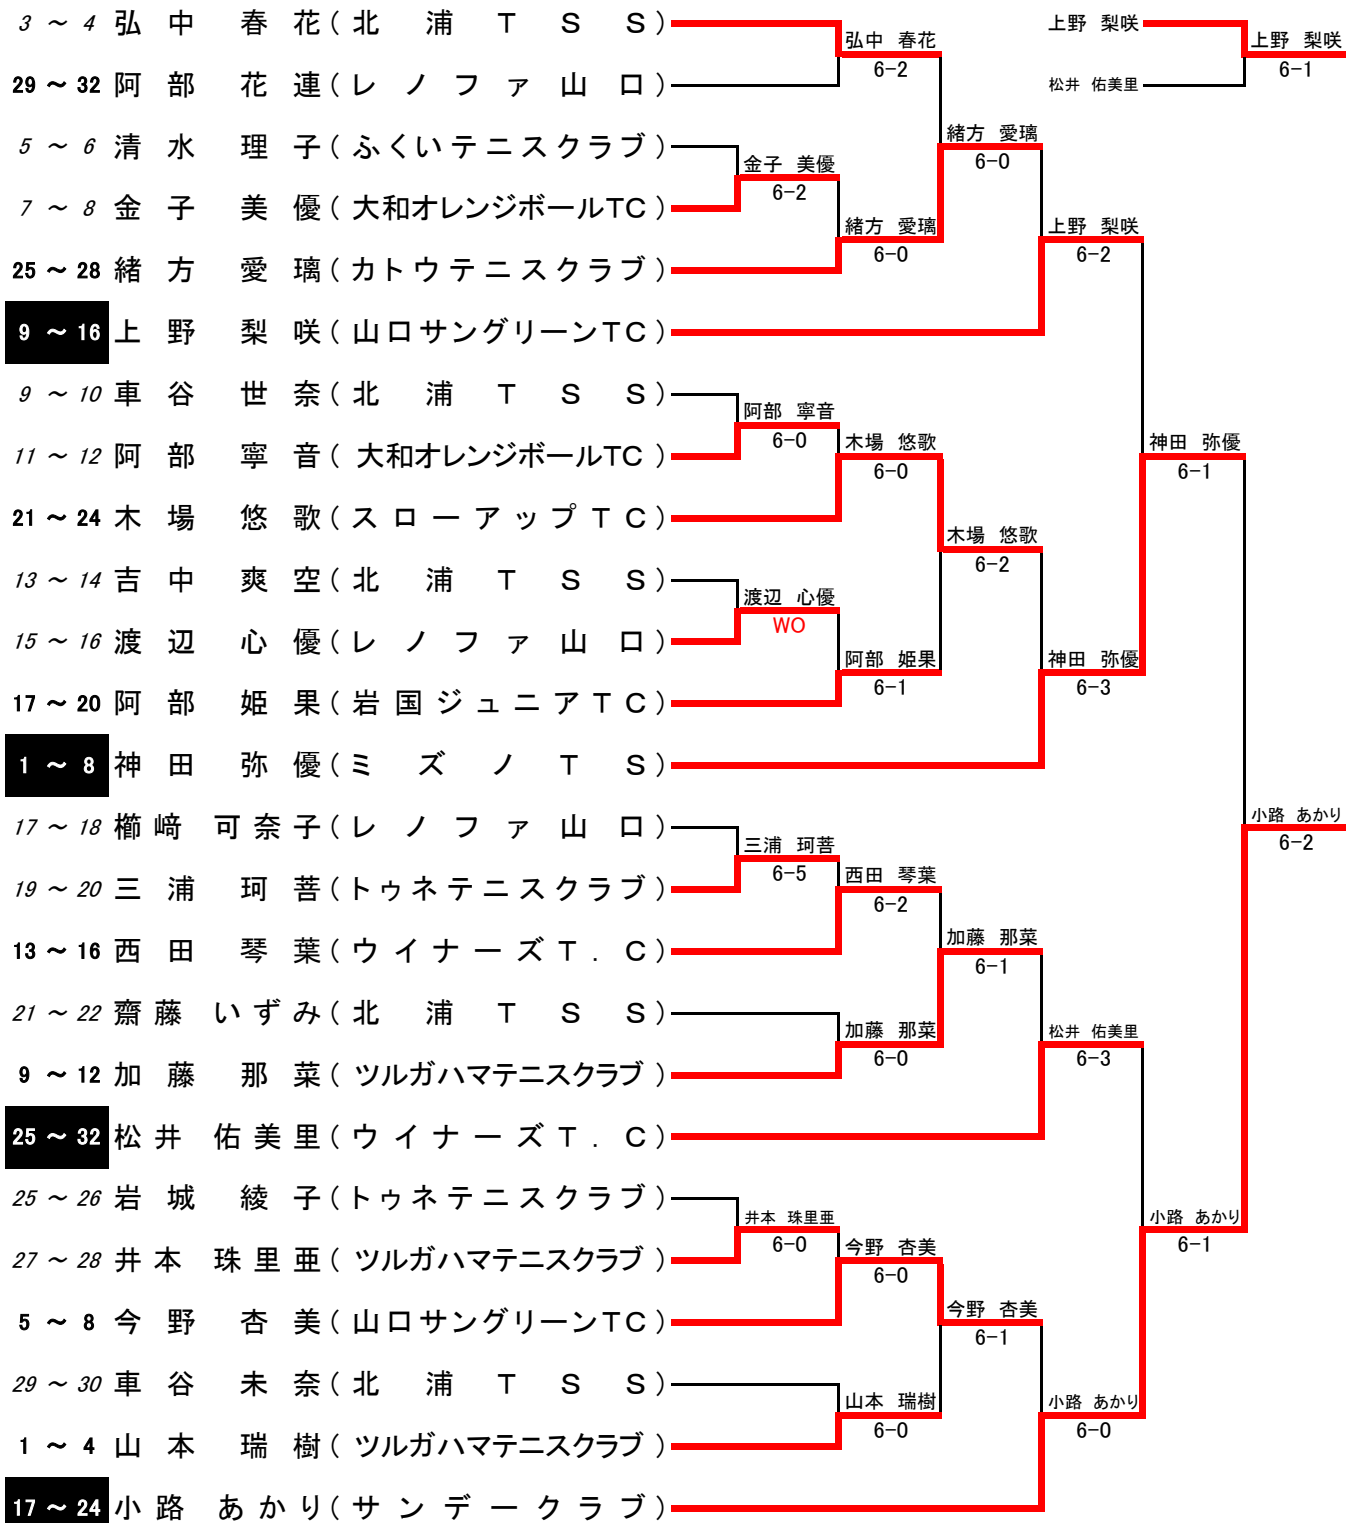 3 ～ 4 弘中 春花(北浦TSS)
29 ～ 32 阿部 花連(レノファ山口)
5 ～ 6 清水 理子(ふくいテニスクラブ)
7 ～ 8 金子 美優(大和オレンジボールTC)
25 ～ 28 緒方 愛璃(カトウテニスクラブ)
9 ～ 16 上野 梨咲(山口サングリーンTC)
9 ～ 10 車谷 世奈(北浦TSS)
11 ～ 12 阿部 寧音(大和オレンジボールTC)
21 ～ 24 木場 悠歌(スローアップTC)
13 ～ 14 吉中 爽空(北浦TSS)
15 ～ 16 渡辺 心優(レノファ山口)
17 ～ 20 阿部 姫果(岩国ジュニアTC)
1 ～ 8 神田 弥優(ミズノTS)
17 ～ 18 櫛﨑 可奈子(レノファ山口)
19 ～ 20 三浦 珂菩(トゥネテニスクラブ)
13 ～ 16 西田 琴葉(ウイナーズT.C)
21 ～ 22 齋藤 いずみ(北浦TSS)
9 ～ 12 加藤 那菜(ツルガハマテニスクラブ)
25 ～ 32 松井 佑美里(ウイナーズT.C)
25 ～ 26 岩城 綾子(トゥネテニスクラブ)
27 ～ 28 井本 珠里亜(ツルガハマテニスクラブ)
5 ～ 8 今野 杏美(山口サングリーンTC)
29 ～ 30 車谷 未奈(北浦TSS)
1 ～ 4 山本 瑞樹(ツルガハマテニスクラブ)
17 ～ 24 小路 あかり(サンデークラブ)
金子 美優
6-2
阿部 寧音
6-0
渡辺 心優
WO
三浦 珂菩
6-5
井本 珠里亜
6-0
弘中 春花
6-2
緒方 愛璃
6-0
木場 悠歌
6-0
阿部 姫果
6-1
西田 琴葉
6-2
加藤 那菜
6-0
今野 杏美
6-0
山本 瑞樹
6-0
緒方 愛璃
6-0
木場 悠歌
6-2
加藤 那菜
6-1
今野 杏美
6-1
上野 梨咲
6-2
神田 弥優
6-3
松井 佑美里
6-3
小路 あかり
6-0
神田 弥優
6-1
小路 あかり
6-1
小路 あかり
6-2
上野 梨咲
松井 佑美里
上野 梨咲
6-1